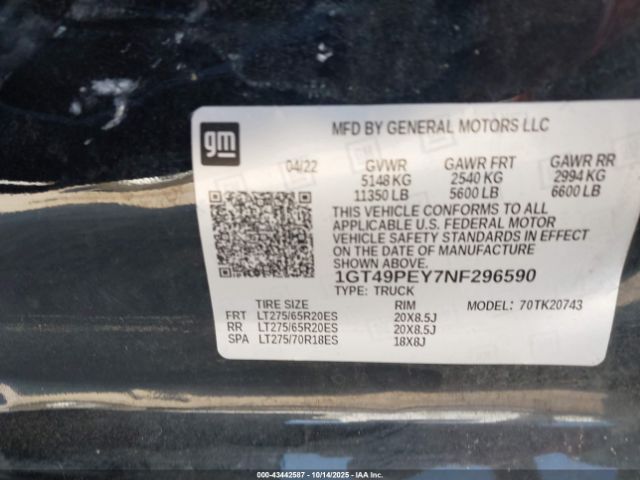 gm
MFD BY GENERAL MOTORS LLC
04/22 GVWR GAWR FRT GAWR RR
5148 KG 2540 KG 2994 KG
11350 LB 5600 LB 6600 LB
THIS VEHICLE CONFORMS TO ALL
APPLICABLE U.S. FEDERAL MOTOR
VEHICLE SAFETY STANDARDS IN EFFECT
ON THE DATE OF MANUFACTURE
SHOWN ABOVE.
1GT49PEY7NF296590
TYPE: TRUCK
TIRE SIZE RIM MODEL: 70TK20743
FRT LT275/65R20ES 20X8.5J
RR LT275/65R20ES 20X8.5J
SPA LT275/70R18ES 18X8J
000-43442587 - 10/14/2025 - IAAI.COM